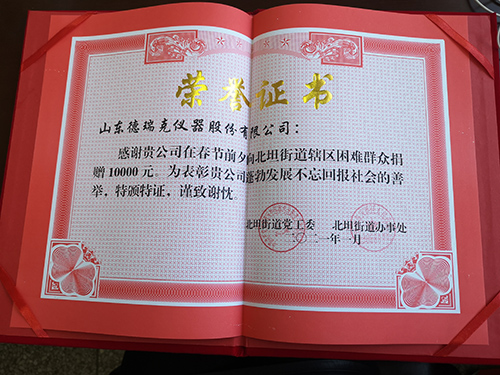 荣誉证书
山东德瑞克仪器股份有限公司：
感谢贵公司在春节前夕向北坦街道辖区困难群众捐
赠10000元。为表彰贵公司蓬勃发展不忘回报社会的善
举，特颁特证，谨致谢忱。
北坦街道党工委 北坦街道办事处
二〇二一年一月